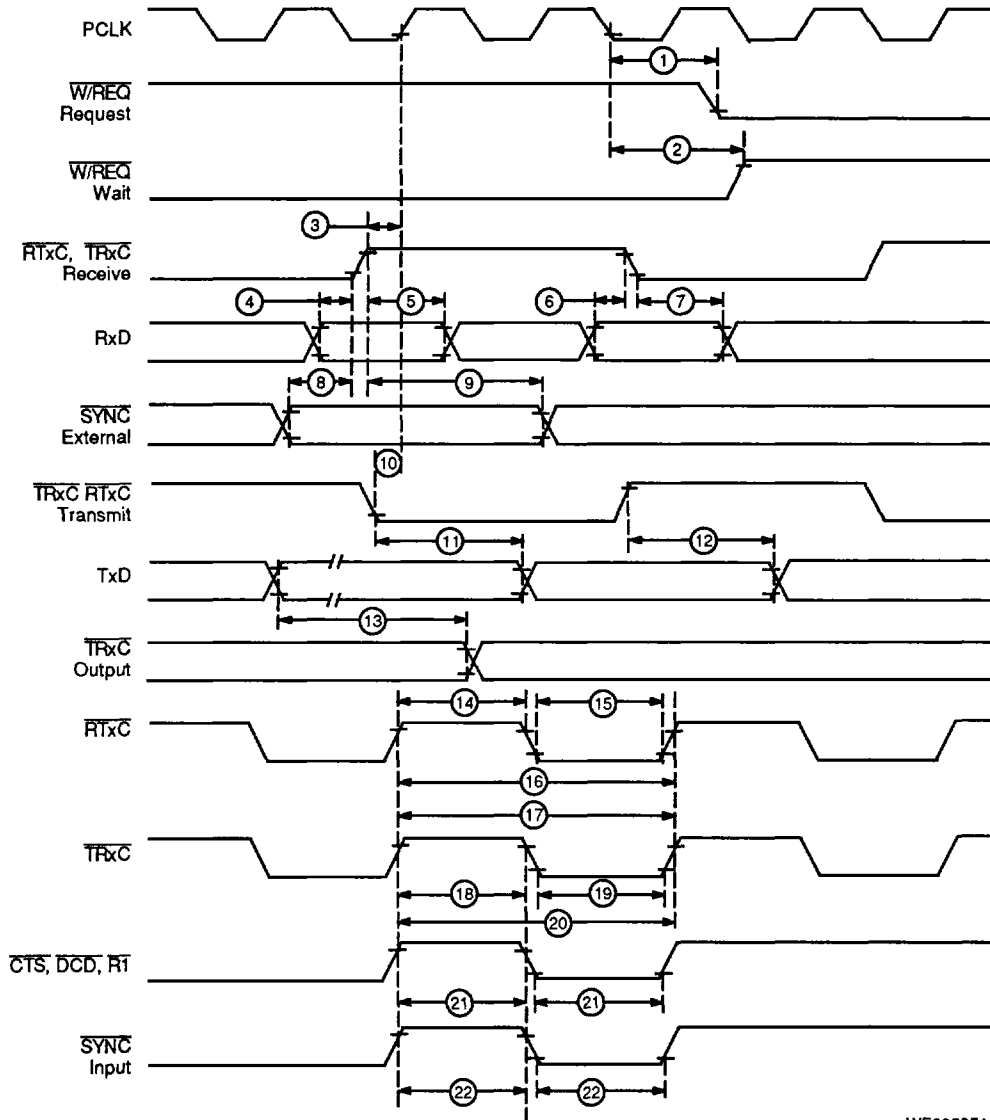 PCLK
1
W/REQ
Request
2
W/REQ
Wait
3
RTxC, TRxC
Receive
4
5
6
7
RxD
8
9
SYNC
External
10
TRxC RTxC
Transmit
11
12
TxD
13
TRxC
Output
14
15
RTxC
16
17
TRxC
18
19
20
CTS, DCD, R1
21
21
SYNC
Input
22
22